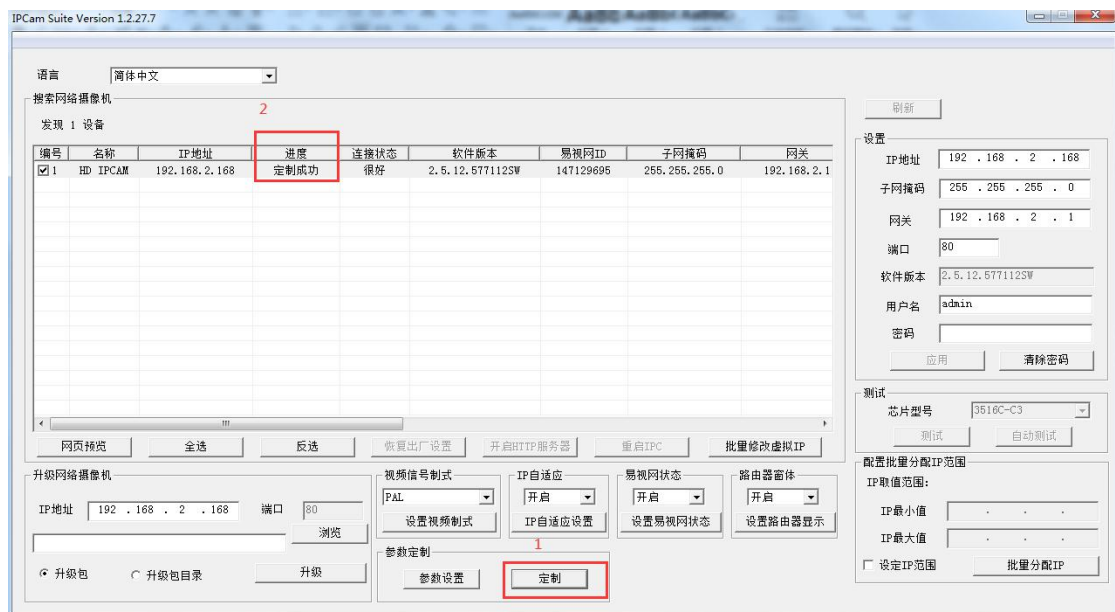 IPCam Suite Version 1.2.27.7
语言 简体中文
搜索网络摄像机
2
刷新
发现 1 设备
编号 名称 IP地址 进度 连接状态 软件版本 易视网ID 子网掩码 网关
1 HD IPCAM 192.168.2.168 定制成功 很好 2.5.12.577112SW 147129695 255.255.255.0 192.168.2.1
设置
IP地址 192 . 168 . 2 . 168
子网掩码 255 . 255 . 255 . 0
网关 192 . 168 . 2 . 1
端口 80
软件版本 2.5.12.577112SW
用户名 admin
密码
应用 清除密码
测试
芯片型号 3516C-C3
测试 自动测试
网页预览 全选 反选 恢复出厂设置 开启HTTP服务器 重启IPC 批量修改虚拟IP
升级网络摄像机
IP地址 192 . 168 . 2 . 168 端口 80
浏览
升级包 升级包目录 升级
视频信号制式
PAL
设置视频制式
IP自适应
开启
IP自适应设置
易视网状态
开启
设置易视网状态
路由器窗体
开启
设置路由器显示
参数定制
1
参数设置 定制
配置批量分配IP范围
IP取值范围:
IP最小值 . . .
IP最大值 . . .
设定IP范围 批量分配IP